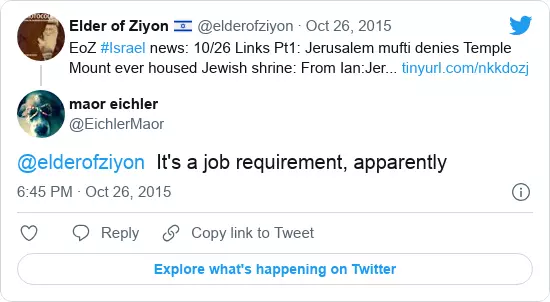 Elder of Ziyon 🇮🇱 @elderofziyon · Oct 26, 2015
EoZ #Israel news: 10/26 Links Pt1: Jerusalem mufti denies Temple
Mount ever housed Jewish shrine: From Ian:Jer... tinyurl.com/nkkdozj
maor eichler
@EichlerMaor
@elderofziyon It's a job requirement, apparently
6:45 PM · Oct 26, 2015
Reply Copy link to Tweet
Explore what's happening on Twitter